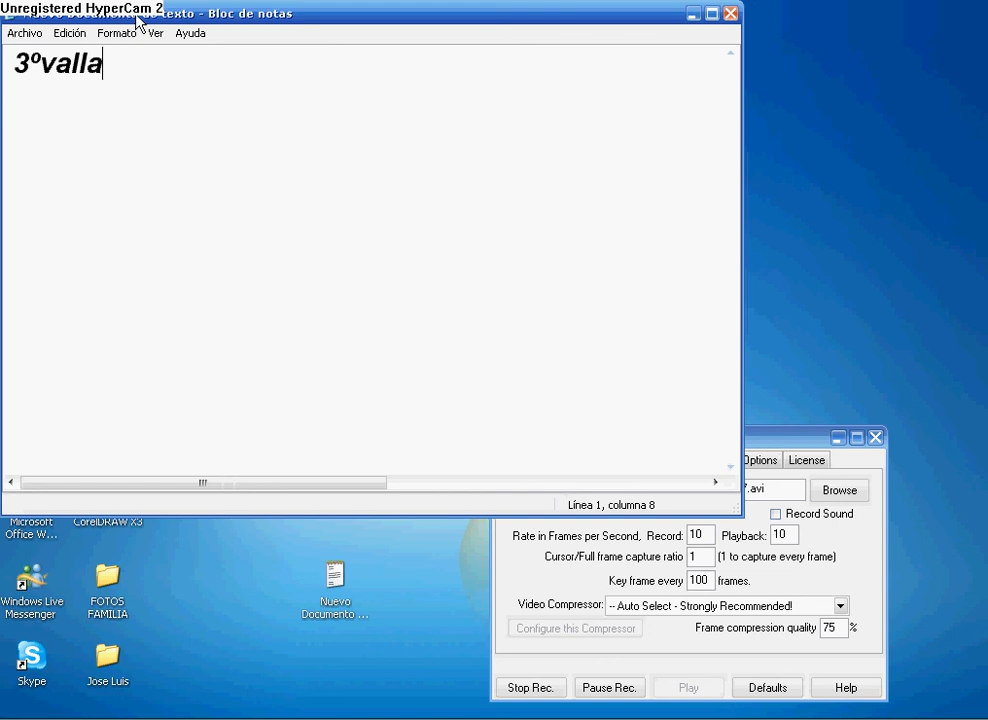 Unregistered HyperCam 2
texto - Bloc de notas
Archivo Edición Formato Ver Ayuda
3ºvalla
Línea 1, columna 8
Options License
7.avi Browse
Record Sound
Rate in Frames per Second, Record: 10 Playback: 10
Cursor/Full frame capture ratio 1 (1 to capture every frame)
Key frame every 100 frames.
Video Compressor: -- Auto Select - Strongly Recommended!
Configure this Compressor Frame compression quality 75 %
Stop Rec. Pause Rec. Play Defaults Help
Microsoft
Office W...
CorelDRAW X3
Windows Live
Messenger
FOTOS
FAMILIA
Nuevo
Documento ...
Skype
Jose Luis